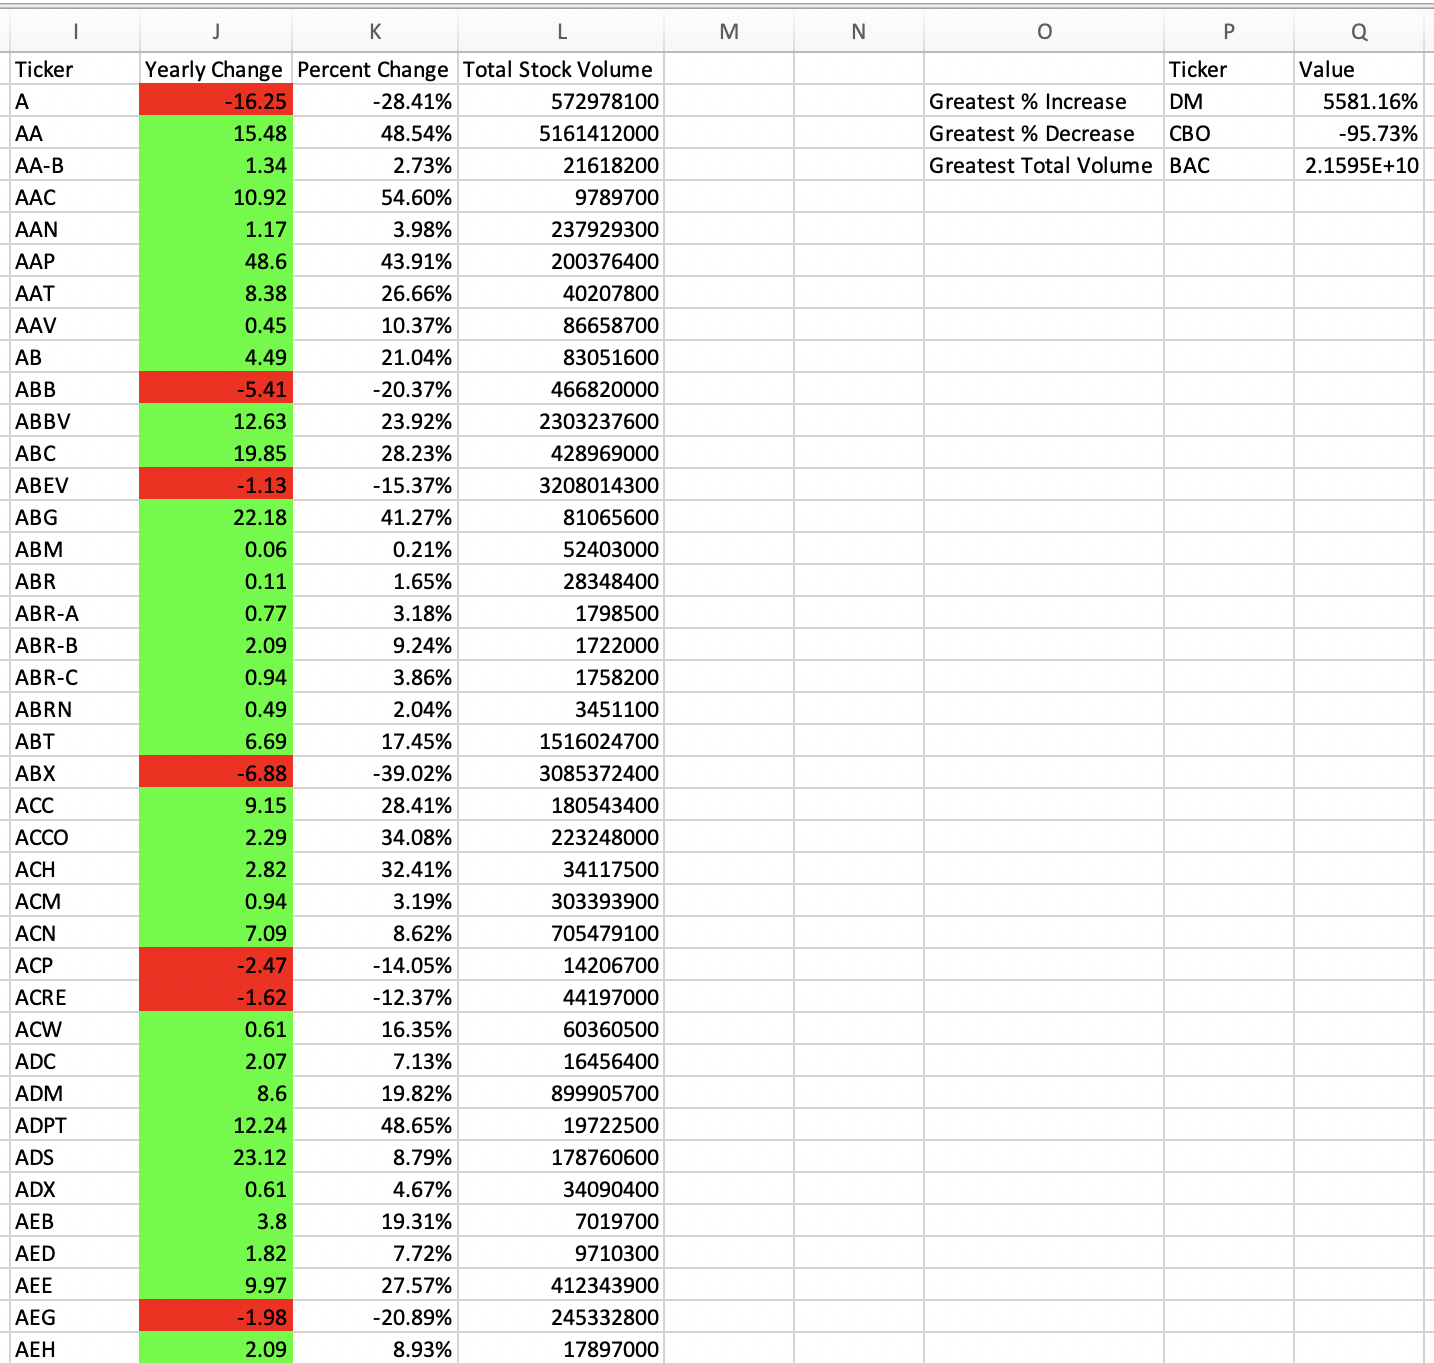 I J K L M N O P Q
Ticker Yearly Change Percent Change Total Stock Volume Ticker Value
A -16.25 -28.41% 572978100 Greatest % Increase DM 5581.16%
AA 15.48 48.54% 5161412000 Greatest % Decrease CBO -95.73%
AA-B 1.34 2.73% 21618200 Greatest Total Volume BAC 2.1595E+10
AAC 10.92 54.60% 9789700
AAN 1.17 3.98% 237929300
AAP 48.6 43.91% 200376400
AAT 8.38 26.66% 40207800
AAV 0.45 10.37% 86658700
AB 4.49 21.04% 83051600
ABB -5.41 -20.37% 466820000
ABBV 12.63 23.92% 2303237600
ABC 19.85 28.23% 428969000
ABEV -1.13 -15.37% 3208014300
ABG 22.18 41.27% 81065600
ABM 0.06 0.21% 52403000
ABR 0.11 1.65% 28348400
ABR-A 0.77 3.18% 1798500
ABR-B 2.09 9.24% 1722000
ABR-C 0.94 3.86% 1758200
ABRN 0.49 2.04% 3451100
ABT 6.69 17.45% 1516024700
ABX -6.88 -39.02% 3085372400
ACC 9.15 28.41% 180543400
ACCO 2.29 34.08% 223248000
ACH 2.82 32.41% 34117500
ACM 0.94 3.19% 303393900
ACN 7.09 8.62% 705479100
ACP -2.47 -14.05% 14206700
ACRE -1.62 -12.37% 44197000
ACW 0.61 16.35% 60360500
ADC 2.07 7.13% 16456400
ADM 8.6 19.82% 899905700
ADPT 12.24 48.65% 19722500
ADS 23.12 8.79% 178760600
ADX 0.61 4.67% 34090400
AEB 3.8 19.31% 7019700
AED 1.82 7.72% 9710300
AEE 9.97 27.57% 412343900
AEG -1.98 -20.89% 245332800
AEH 2.09 8.93% 17897000